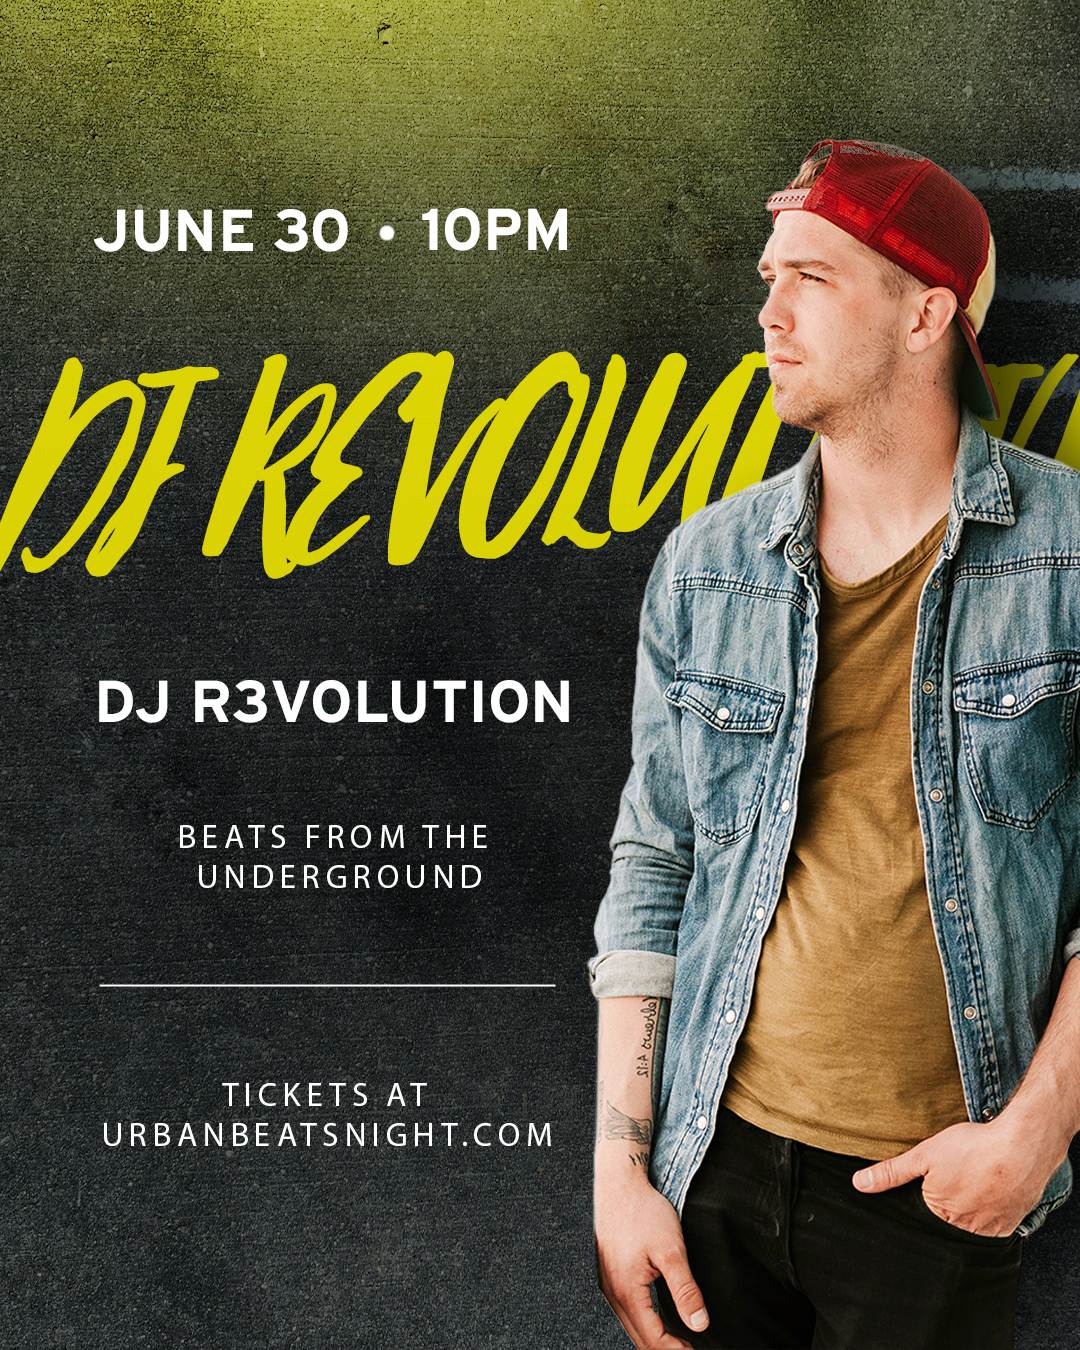 JUNE 30 • 10PM
DJ REVOLU
DJ R3VOLUTION
BEATS FROM THE
UNDERGROUND
TICKETS AT
URBANBEATSNIGHT.COM